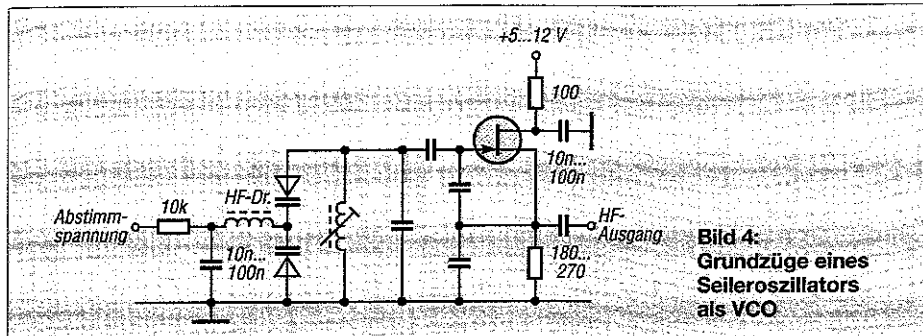 +5...12 V
100
10n...
100n
10k
HF-Dr.
Abstimm-
spannung
10n...
100n
HF-
Ausgang
180...
270
Bild 4:
Grundzüge eines
Seileroszillators
als VCO